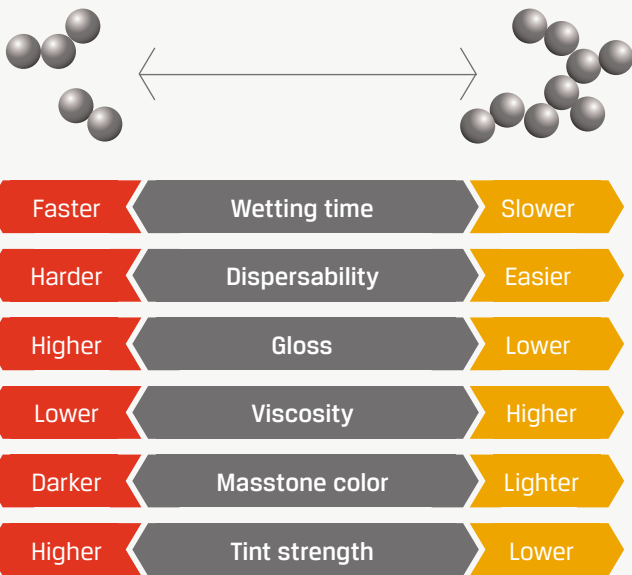 Faster Wetting time Slower
Harder Dispersability Easier
Higher Gloss Lower
Lower Viscosity Higher
Darker Masstone color Lighter
Higher Tint strength Lower